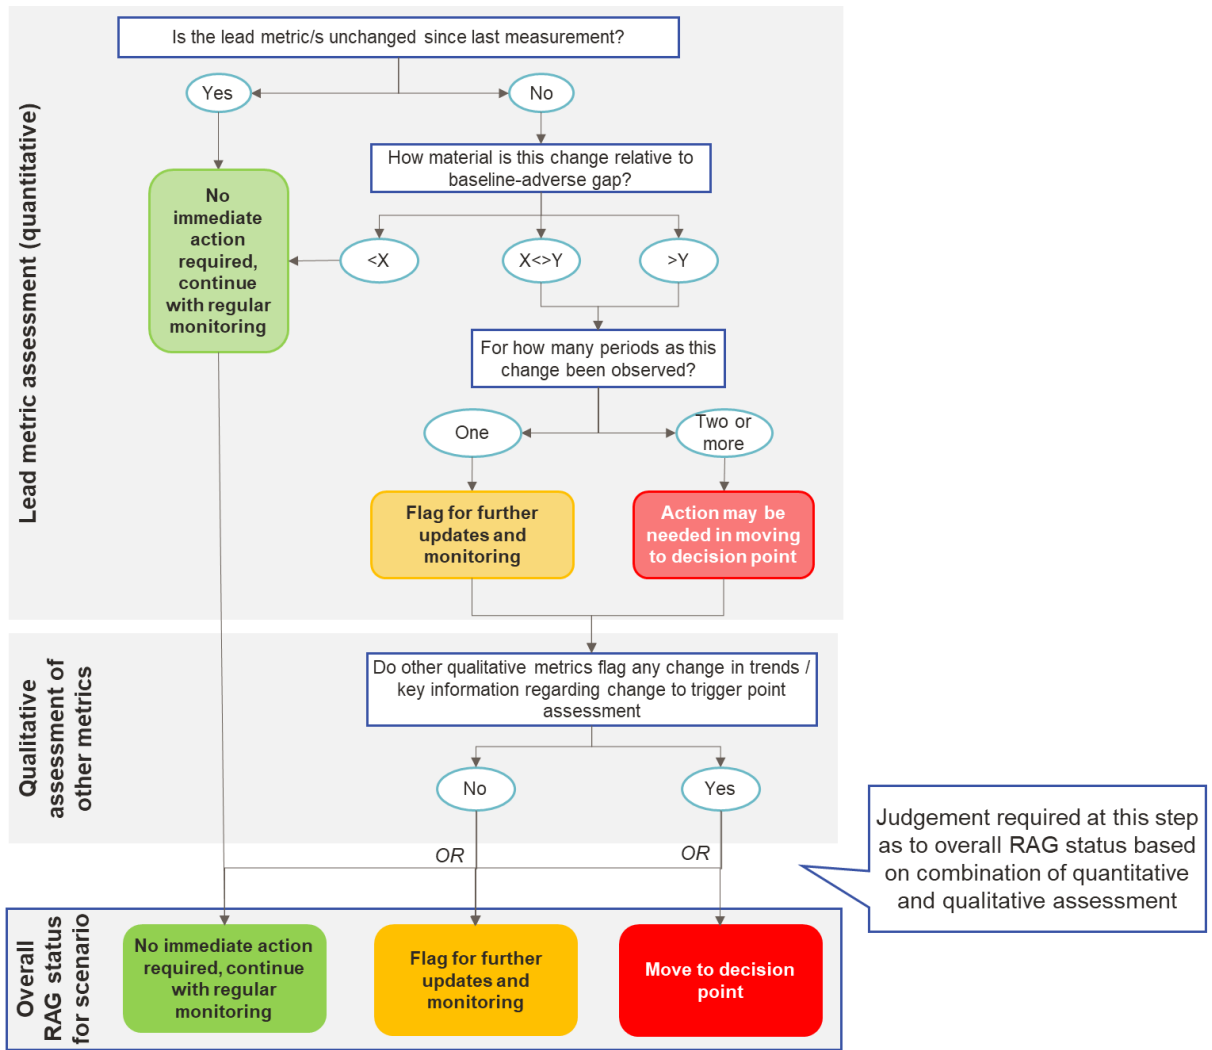 Is the lead metric/s unchanged since last measurement?
Yes
No
How material is this change relative to
baseline-adverse gap?
No
immediate
action
required,
continue
with regular
monitoring
<X
X<>Y
>Y
For how many periods as this
change been observed?
One
Two or
more
Flag for further
updates and
monitoring
Action may be
needed in moving
to decision point
Lead metric assessment (quantitative)
Do other qualitative metrics flag any change in trends /
key information regarding change to trigger point
assessment
No
Yes
Qualitative
assessment of
other metrics
OR
OR
Judgement required at this step
as to overall RAG status based
on combination of quantitative
and qualitative assessment
Overall
RAG status
for scenario
No immediate action
required, continue
with regular
monitoring
Flag for further
updates and
monitoring
Move to decision
point